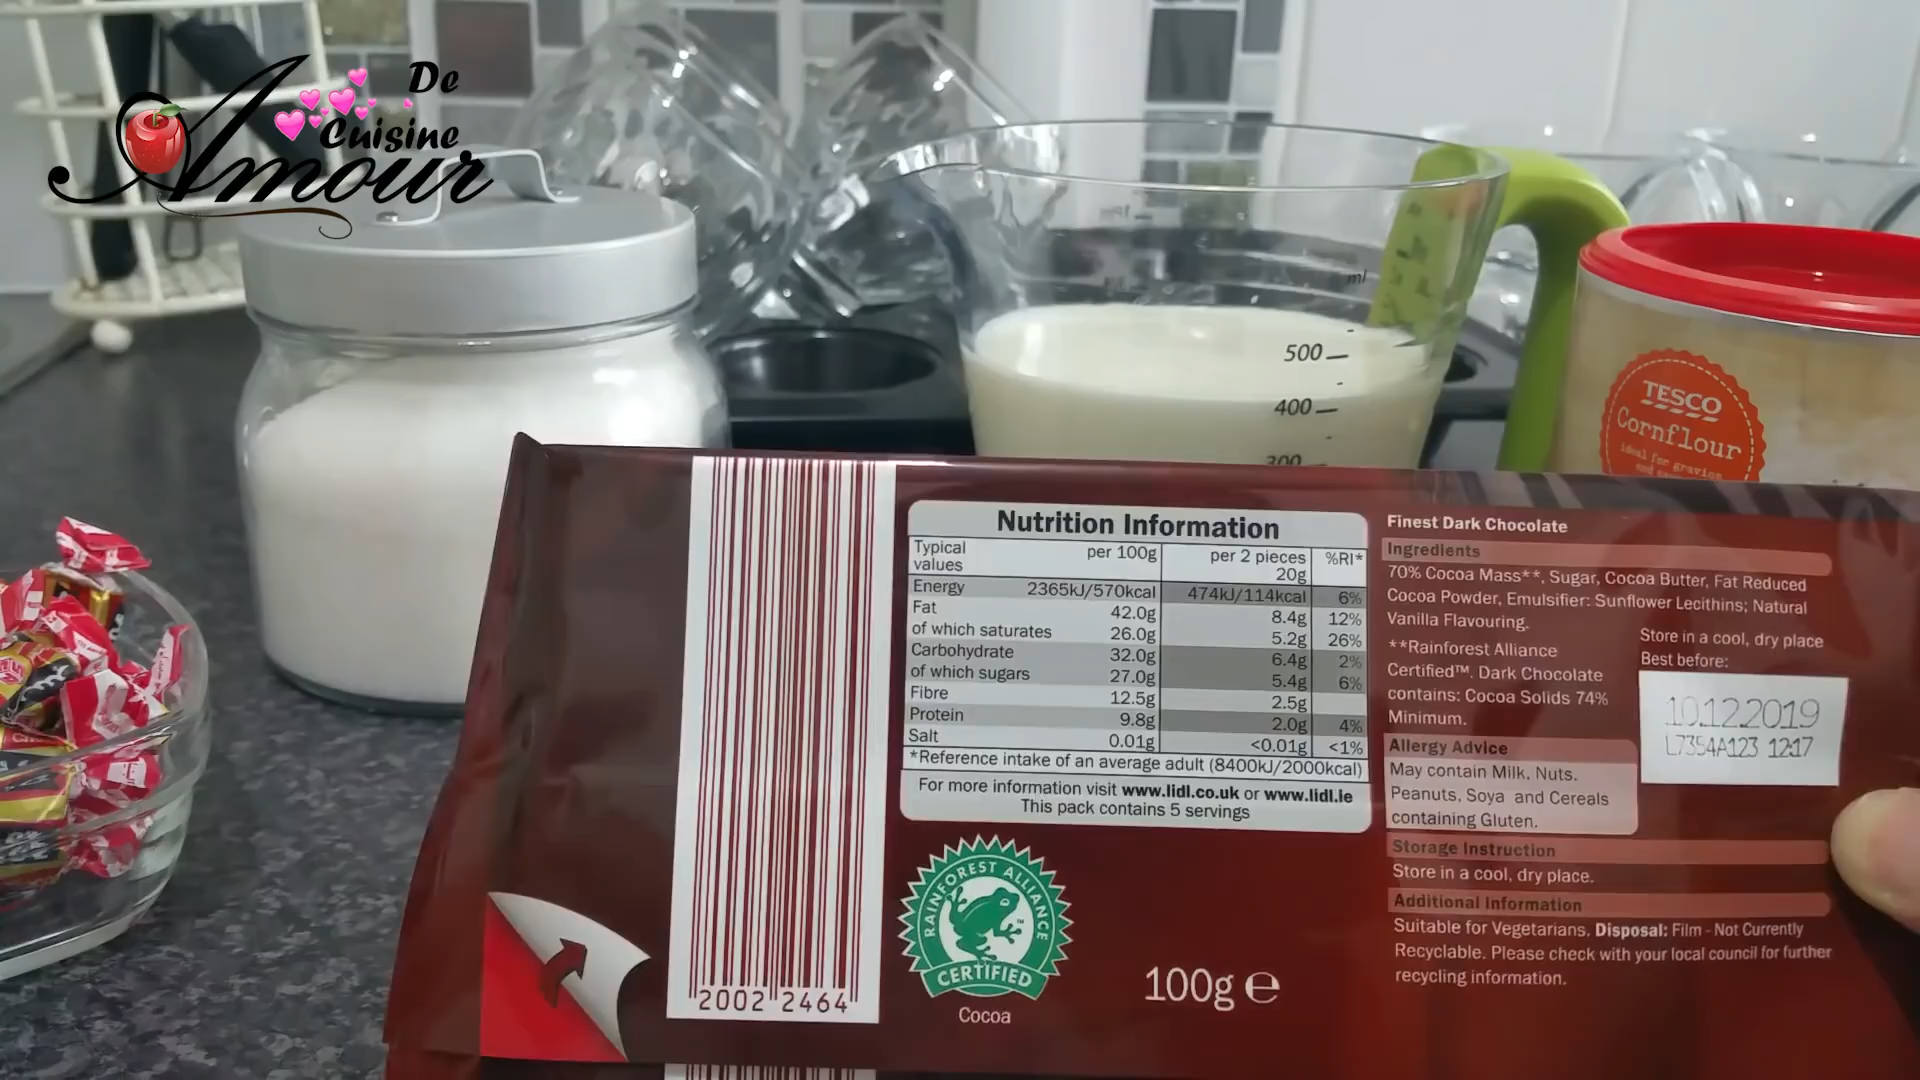 De
Cuisine
Amour
ml
500
400
300
TESCO
Cornflour
ideal for gravies
Nutrition Information
Typical values per 100g per 2 pieces 20g %RI*
Energy 2365kJ/570kcal 474kJ/114kcal 6%
Fat 42.0g 8.4g 12%
of which saturates 26.0g 5.2g 26%
Carbohydrate 32.0g 6.4g 2%
of which sugars 27.0g 5.4g 6%
Fibre 12.5g 2.5g
Protein 9.8g 2.0g 4%
Salt 0.01g <0.01g <1%
*Reference intake of an average adult (8400kJ/2000kcal)
For more information visit www.lidl.co.uk or www.lidl.ie
This pack contains 5 servings
2002 2464
RAINFOREST ALLIANCE
CERTIFIED
Cocoa
100g e
Finest Dark Chocolate
Ingredients
70% Cocoa Mass**, Sugar, Cocoa Butter, Fat Reduced
Cocoa Powder, Emulsifier: Sunflower Lecithins; Natural
Vanilla Flavouring.
**Rainforest Alliance
Certified™. Dark Chocolate
contains: Cocoa Solids 74%
Minimum.
Store in a cool, dry place
Best before:
10.12.2019
L7354A123 12:17
Allergy Advice
May contain Milk, Nuts.
Peanuts, Soya and Cereals
containing Gluten.
Storage Instruction
Store in a cool, dry place.
Additional Information
Suitable for Vegetarians. Disposal: Film - Not Currently
Recyclable. Please check with your local council for further
recycling information.